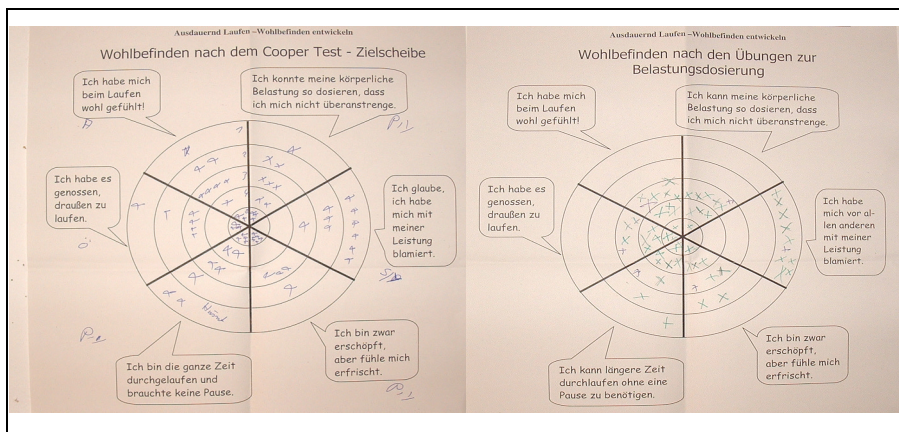 Ausdauernd Laufen –Wohlbefinden entwickeln
Wohlbefinden nach dem Cooper Test - Zielscheibe
Ich habe mich
beim Laufen
wohl gefühlt!
Ich konnte meine körperliche
Belastung so dosieren, dass
ich mich nicht überanstrenge.
Ich habe es
genossen,
draußen zu
laufen.
Ich glaube,
ich habe
mich mit
meiner
Leistung
blamiert.
Ich bin die ganze Zeit
durchgelaufen und
brauchte keine Pause.
Ich bin zwar
erschöpft,
aber fühle mich
erfrischt.
Ausdauernd Laufen –Wohlbefinden entwickeln
Wohlbefinden nach den Übungen zur
Belastungsdosierung
Ich habe mich
beim Laufen
wohl gefühlt!
Ich kann meine körperliche
Belastung so dosieren, dass
ich mich nicht überanstrenge.
Ich habe es
genossen,
draußen zu
laufen.
Ich habe
mich vor al-
len anderen
mit meiner
Leistung
blamiert.
Ich kann längere Zeit
durchlaufen ohne eine
Pause zu benötigen.
Ich bin zwar
erschöpft,
aber fühle mich
erfrischt.